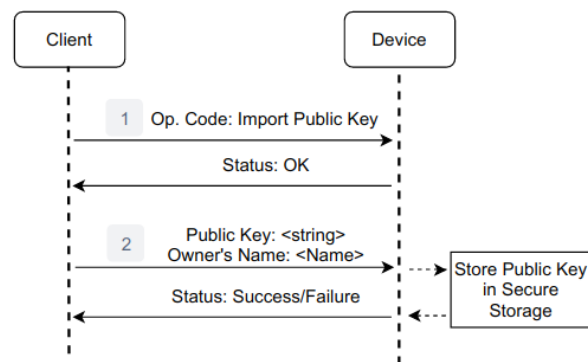 Client
Device
1
Op. Code: Import Public Key
Status: OK
2
Public Key: <string>
Owner's Name: <Name>
Store Public Key
in Secure
Storage
Status: Success/Failure